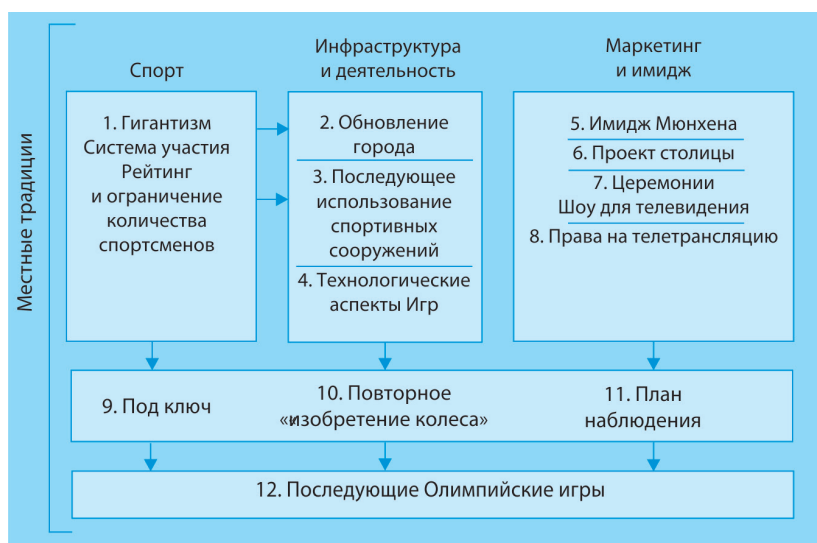 Местные традиции
Спорт
Инфраструктура
и деятельность
Маркетинг
и имидж
1. Гигантизм
Система участия
Рейтинг
и ограничение
количества
спортсменов
2. Обновление
города
3. Последующее
использование
спортивных
сооружений
4. Технологические
аспекты Игр
5. Имидж Мюнхена
6. Проект столицы
7. Церемонии
Шоу для телевидения
8. Права на телетрансляцию
9. Под ключ
10. Повторное
«изобретение колеса»
11. План
наблюдения
12. Последующие Олимпийские игры